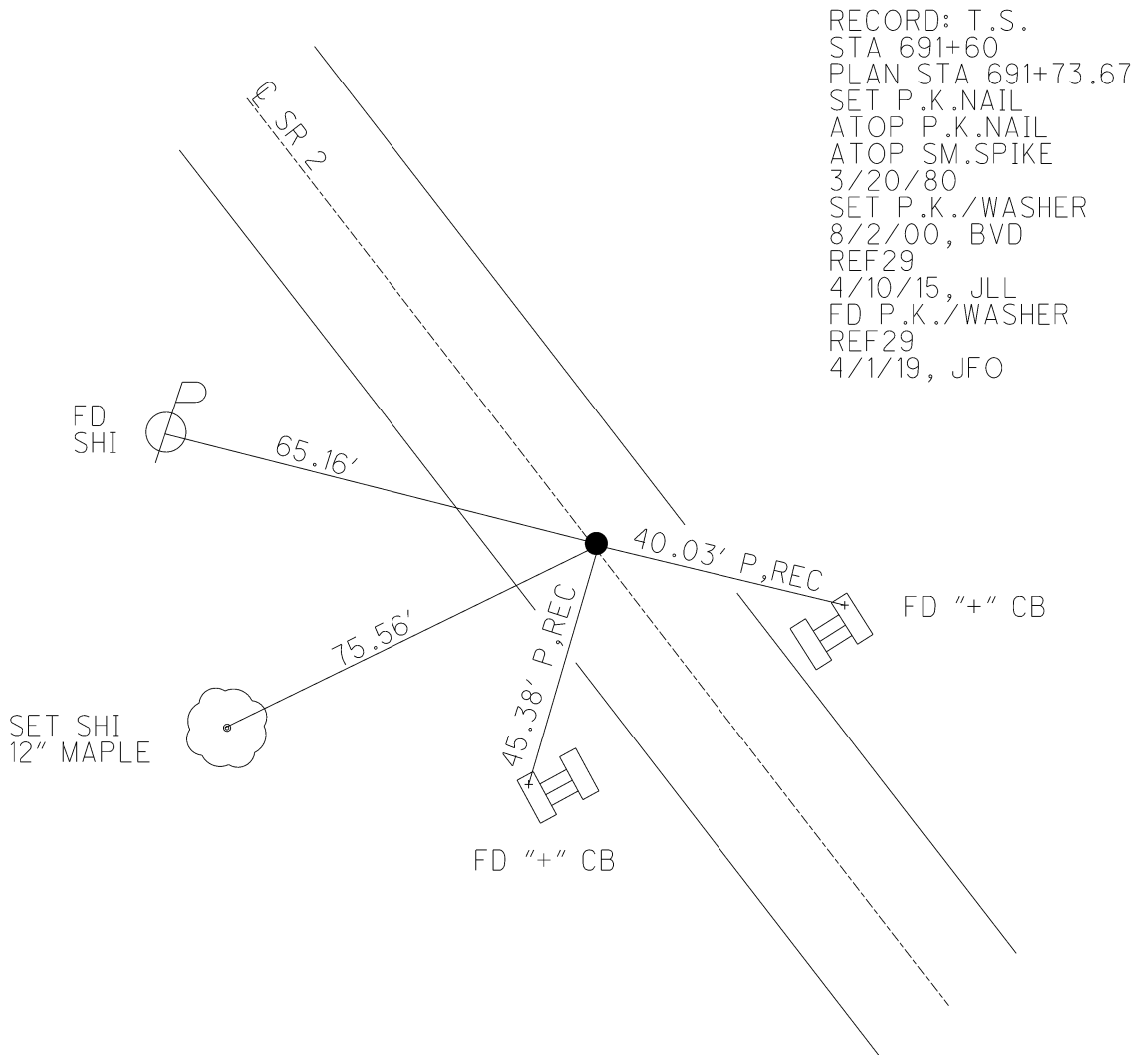 RECORD: T.S.
STA 691+60
PLAN STA 691+73.67
SET P.K.NAIL
ATOP P.K.NAIL
ATOP SM.SPIKE
3/20/80
SET P.K./WASHER
8/2/00, BVD
REF29
4/10/15, JLL
FD P.K./WASHER
REF29
4/1/19, JFO
℄ SR 2
FD
SHI
65.16'
40.03' P,REC
FD "+" CB
75.56'
45.38' P,REC
SET SHI
12" MAPLE
FD "+" CB